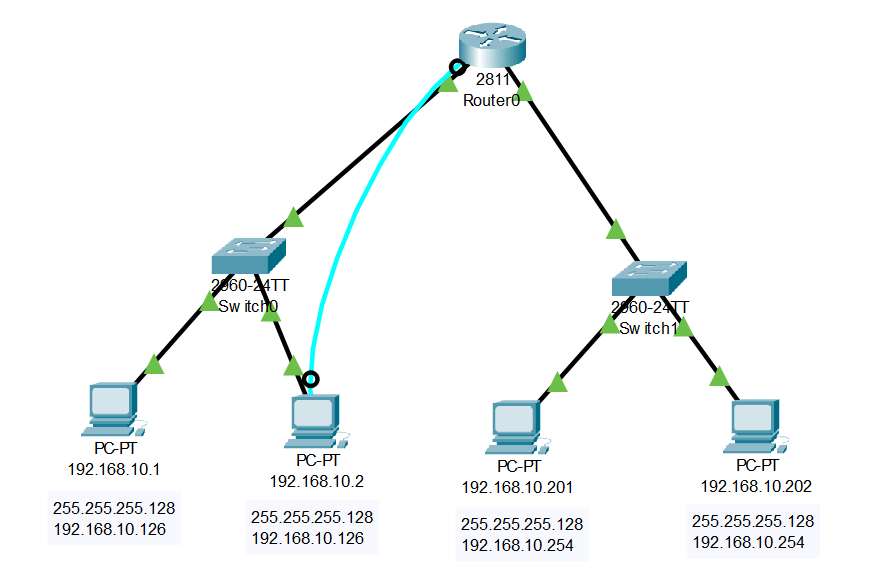 2811
Router0
2960-24TT
Switch0
2960-24TT
Switch1
PC-PT
192.168.10.1
255.255.255.128
192.168.10.126
PC-PT
192.168.10.2
255.255.255.128
192.168.10.126
PC-PT
192.168.10.201
255.255.255.128
192.168.10.254
PC-PT
192.168.10.202
255.255.255.128
192.168.10.254